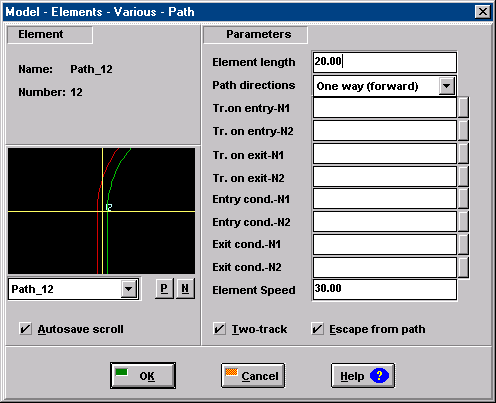 Model - Elements - Various - Path
Element
Parameters
Name: Path_12
Number: 12
Element length 20.00
Path directions One way (forward)
Tr.on entry-N1
Tr. on entry-N2
Tr. on exit-N1
Tr. on exit-N2
Entry cond.-N1
Entry cond.-N2
Exit cond.-N1
Exit cond.-N2
Element Speed 30.00
12
Path_12
P N
Autosave scroll
Two-track
Escape from path
OK
Cancel
Help ?